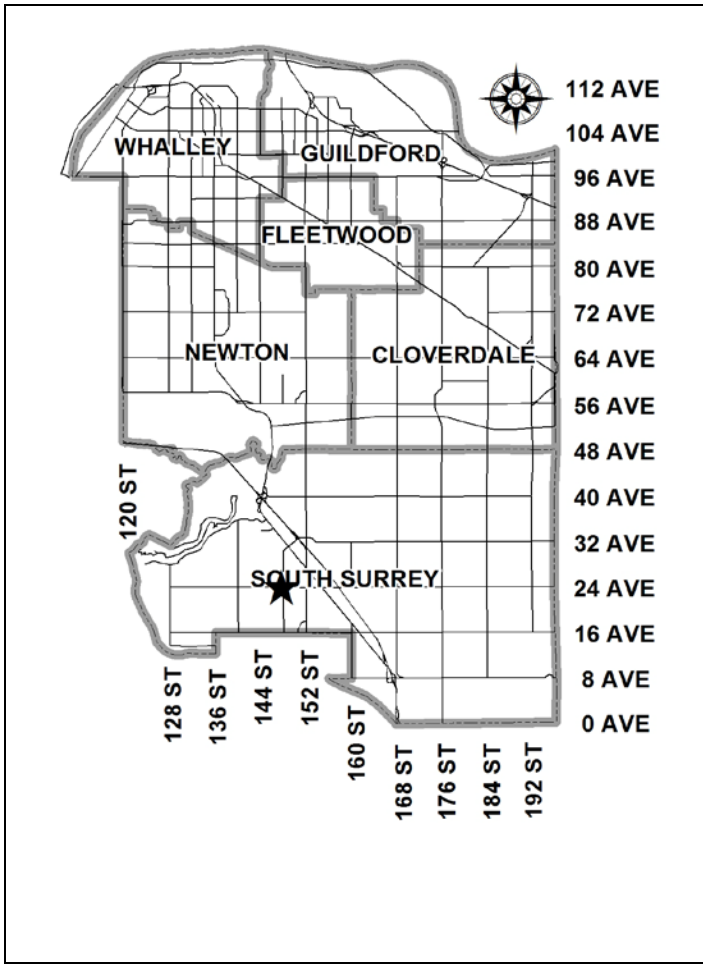 112 AVE
104 AVE
WHALLEY
GUILDFORD
96 AVE
88 AVE
FLEETWOOD
80 AVE
72 AVE
NEWTON
CLOVERDALE
64 AVE
56 AVE
48 AVE
120 ST
40 AVE
32 AVE
SOUTH SURREY
24 AVE
16 AVE
8 AVE
0 AVE
128 ST
136 ST
144 ST
152 ST
160 ST
168 ST
176 ST
184 ST
192 ST